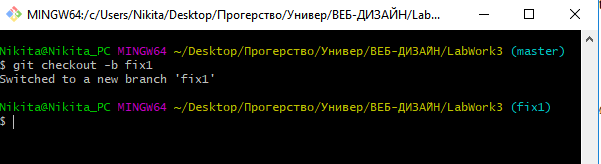 MINGW64:/c/Users/Nikita/Desktop/Прогерство/Универ/ВЕБ-ДИЗАЙН/Lab...
Nikita@Nikita_PC MINGW64 ~/Desktop/Прогерство/Универ/ВЕБ-ДИЗАЙН/LabWork3 (master)
$ git checkout -b fix1
Switched to a new branch 'fix1'
Nikita@Nikita_PC MINGW64 ~/Desktop/Прогерство/Универ/ВЕБ-ДИЗАЙН/LabWork3 (fix1)
$